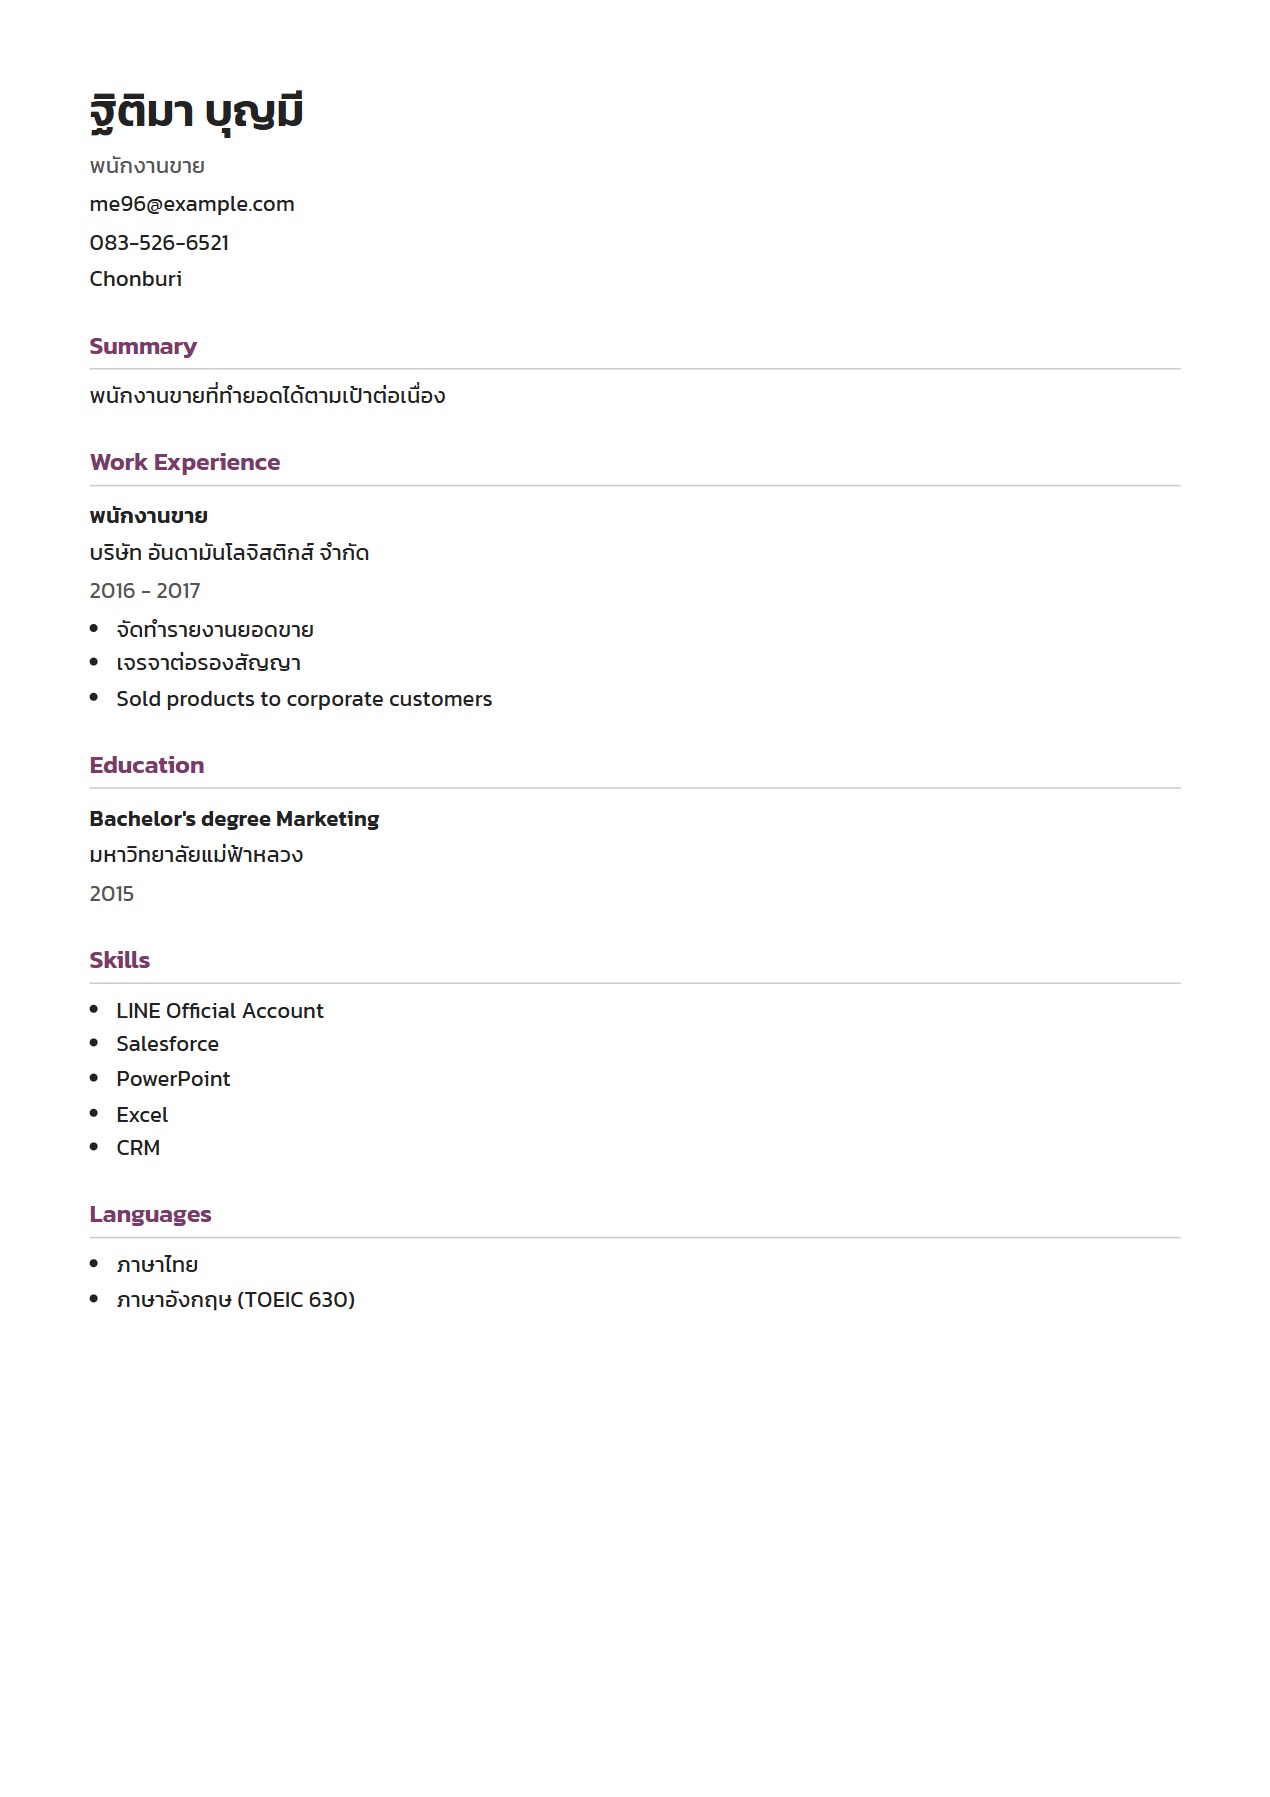 ฐิติมา บุญมี
พนักงานขาย
me96@example.com
083-526-6521
Chonburi
Summary
พนักงานขายที่ทำยอดได้ตามเป้าต่อเนื่อง
Work Experience
พนักงานขาย
บริษัท อันดามันโลจิสติกส์ จำกัด
2016 - 2017
• จัดทำรายงานยอดขาย
• เจรจาต่อรองสัญญา
• Sold products to corporate customers
Education
Bachelor's degree Marketing
มหาวิทยาลัยแม่ฟ้าหลวง
2015
Skills
• LINE Official Account
• Salesforce
• PowerPoint
• Excel
• CRM
Languages
• ภาษาไทย
• ภาษาอังกฤษ (TOEIC 630)